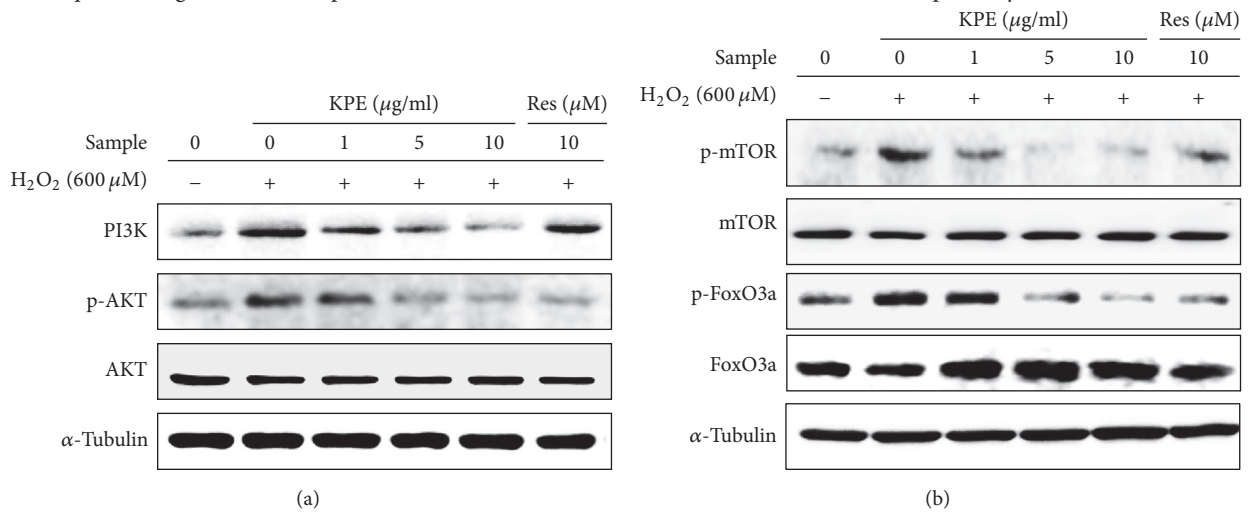 KPE (μg/ml) Res (μM)
Sample 0 0 1 5 10 10
H₂O₂ (600 μM) − + + + + +
PI3K
p-AKT
AKT
α-Tubulin
(a)
KPE (μg/ml) Res (μM)
Sample 0 0 1 5 10 10
H₂O₂ (600 μM) − + + + + +
p-mTOR
mTOR
p-FoxO3a
FoxO3a
α-Tubulin
(b)